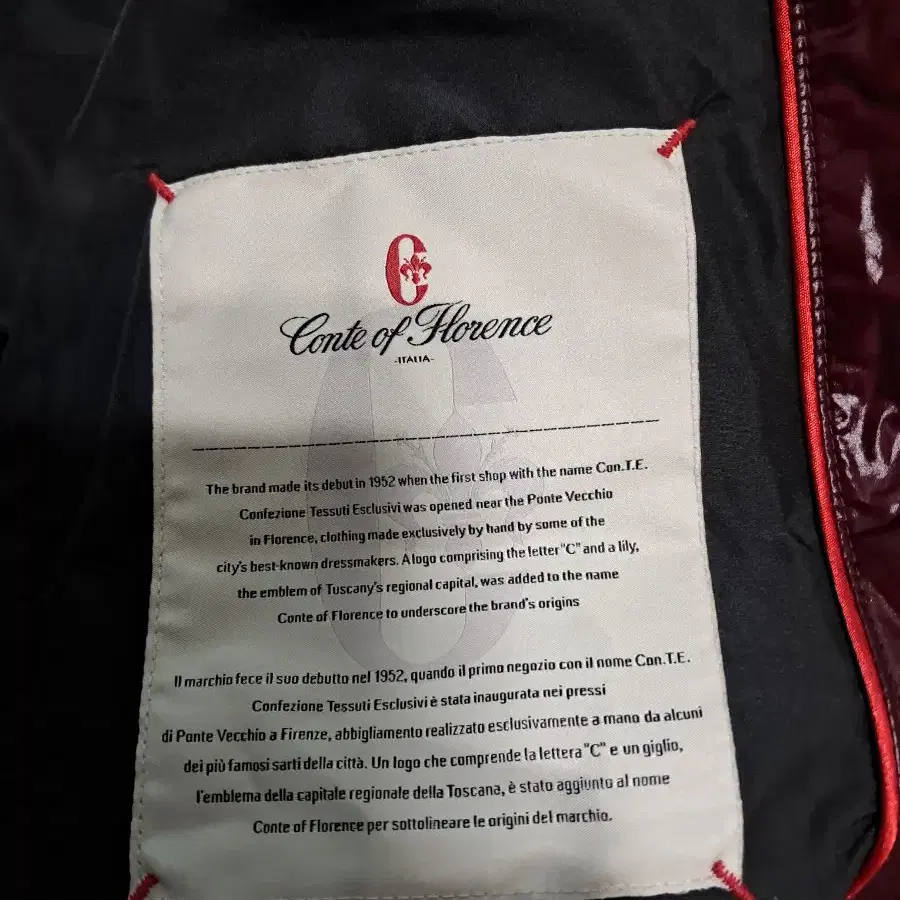 C
Conte of Florence
-ITALIA-
The brand made its debut in 1952 when the first shop with the name Con.T.E.
Confezione Tessuti Esclusivi was opened near the Ponte Vecchio
in Florence, clothing made exclusively by hand by some of the
city's best-known dressmakers. A logo comprising the letter "C" and a lily,
the emblem of Tuscany's regional capital, was added to the name
Conte of Florence to underscore the brand's origins
Il marchio fece il suo debutto nel 1952, quando il primo negozio con il nome Con.T.E.
Confezione Tessuti Esclusivi è stata inaugurata nei pressi
di Ponte Vecchio a Firenze, abbigliamento realizzato esclusivamente a mano da alcuni
dei più famosi sarti della città. Un logo che comprende la lettera "C" e un giglio,
l'emblema della capitale regionale della Toscana, è stato aggiunto al nome
Conte of Florence per sottolineare le origini del marchio.